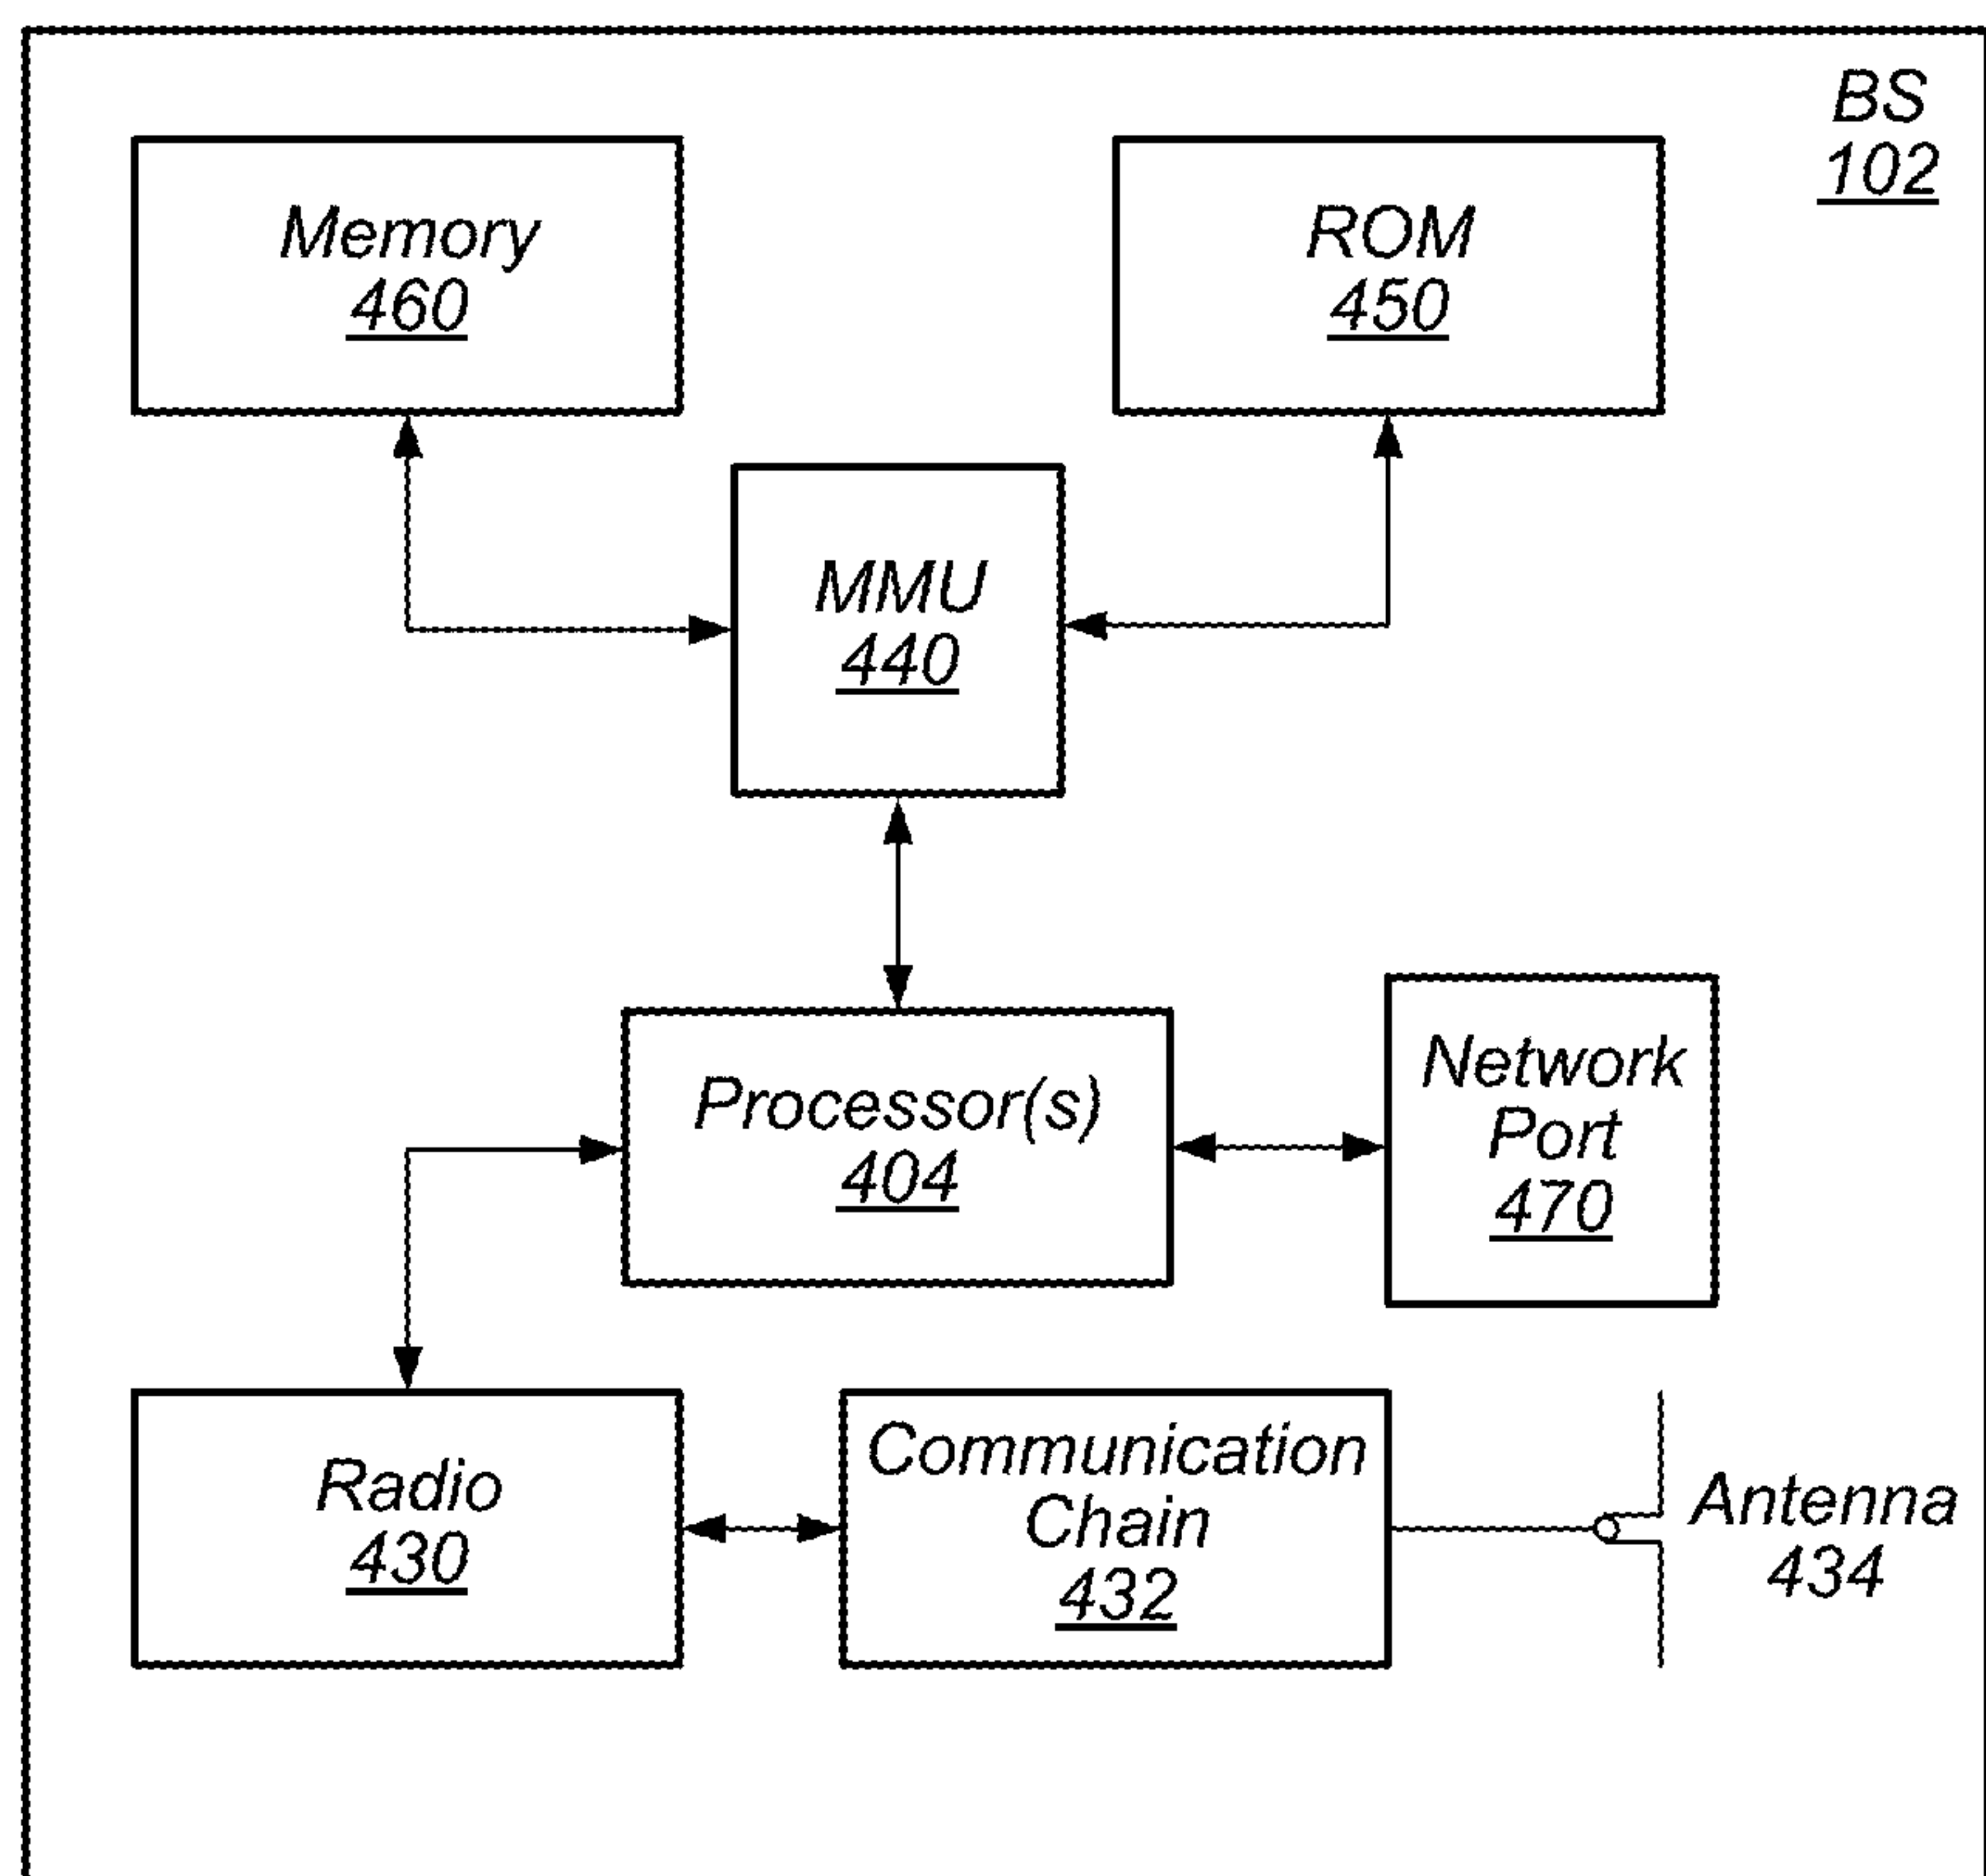 BS
102
Memory
460
ROM
450
MMU
440
Processor(s)
404
Network
Port
470
Radio
430
Communication
Chain
432
Antenna
434